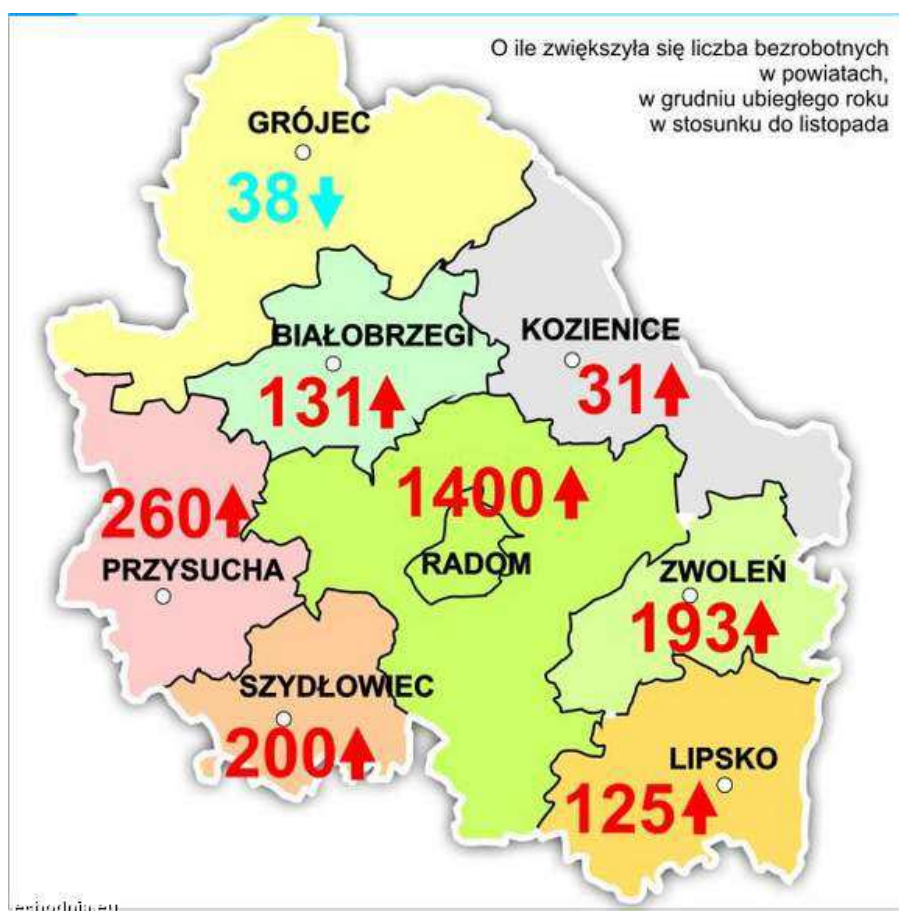 O ile zwiększyła się liczba bezrobotnych
w powiatach,
w grudniu ubiegłego roku
w stosunku do listopada
GRÓJEC
38
BIAŁOBRZEGI
131
KOZIENICE
31
260
PRZYSUCHA
1400
RADOM
ZWOLEŃ
193
SZYDŁOWIEC
200
LIPSKO
125